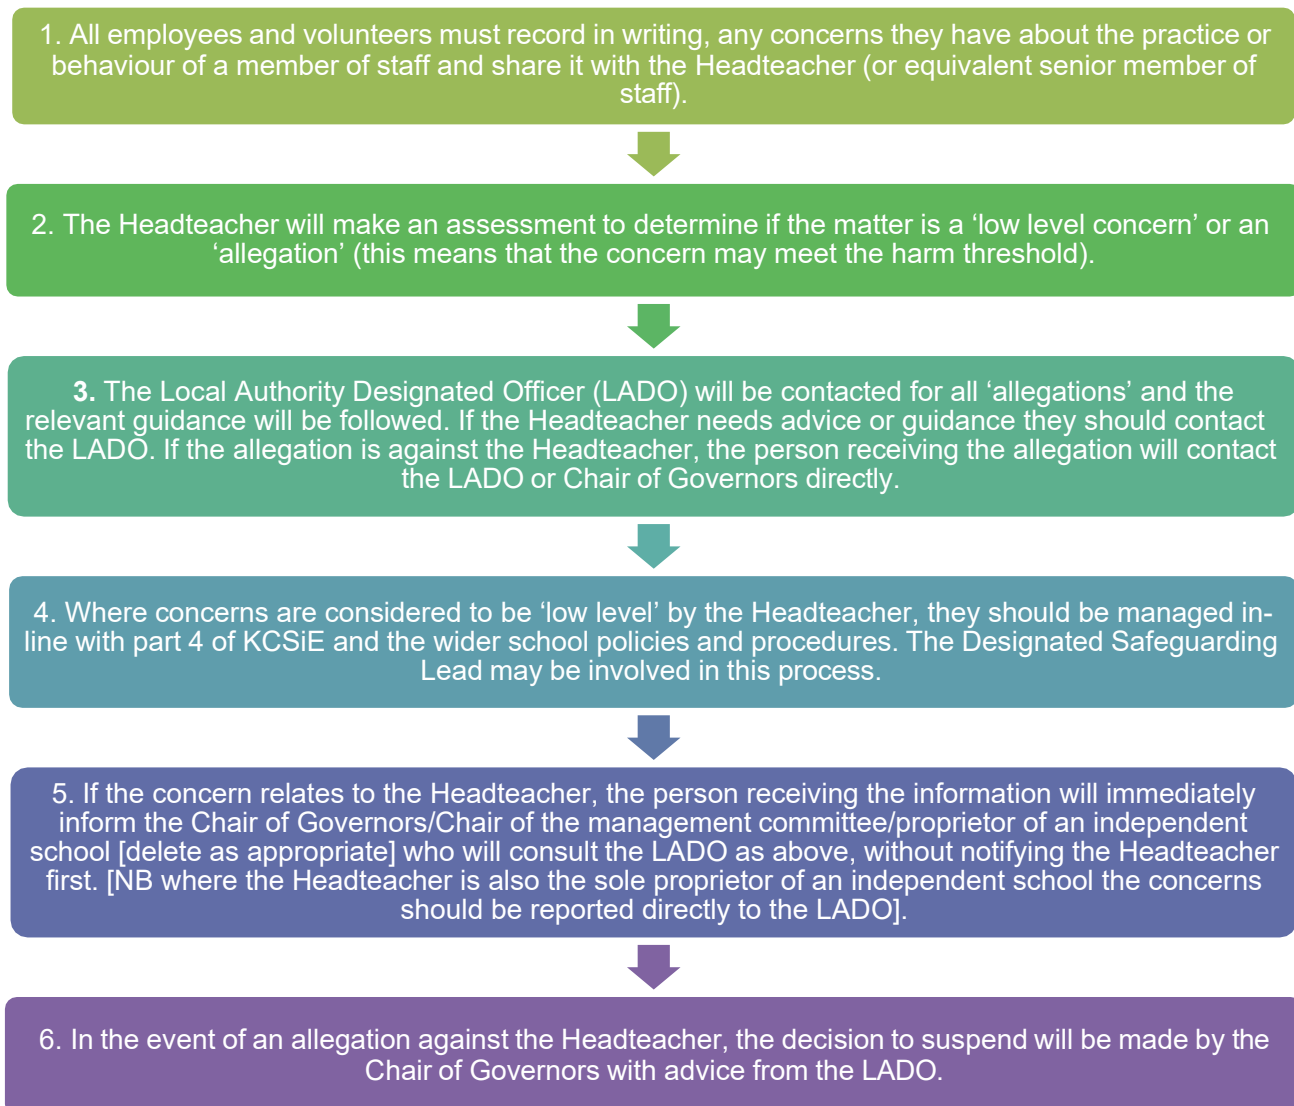 1. All employees and volunteers must record in writing, any concerns they have about the practice or
behaviour of a member of staff and share it with the Headteacher (or equivalent senior member of
staff).
2. The Headteacher will make an assessment to determine if the matter is a ‘low level concern’ or an
‘allegation’ (this means that the concern may meet the harm threshold).
3. The Local Authority Designated Officer (LADO) will be contacted for all ‘allegations’ and the
relevant guidance will be followed. If the Headteacher needs advice or guidance they should contact
the LADO. If the allegation is against the Headteacher, the person receiving the allegation will contact
the LADO or Chair of Governors directly.
4. Where concerns are considered to be ‘low level’ by the Headteacher, they should be managed in-
line with part 4 of KCSiE and the wider school policies and procedures. The Designated Safeguarding
Lead may be involved in this process.
5. If the concern relates to the Headteacher, the person receiving the information will immediately
inform the Chair of Governors/Chair of the management committee/proprietor of an independent
school [delete as appropriate] who will consult the LADO as above, without notifying the Headteacher
first. [NB where the Headteacher is also the sole proprietor of an independent school the concerns
should be reported directly to the LADO].
6. In the event of an allegation against the Headteacher, the decision to suspend will be made by the
Chair of Governors with advice from the LADO.